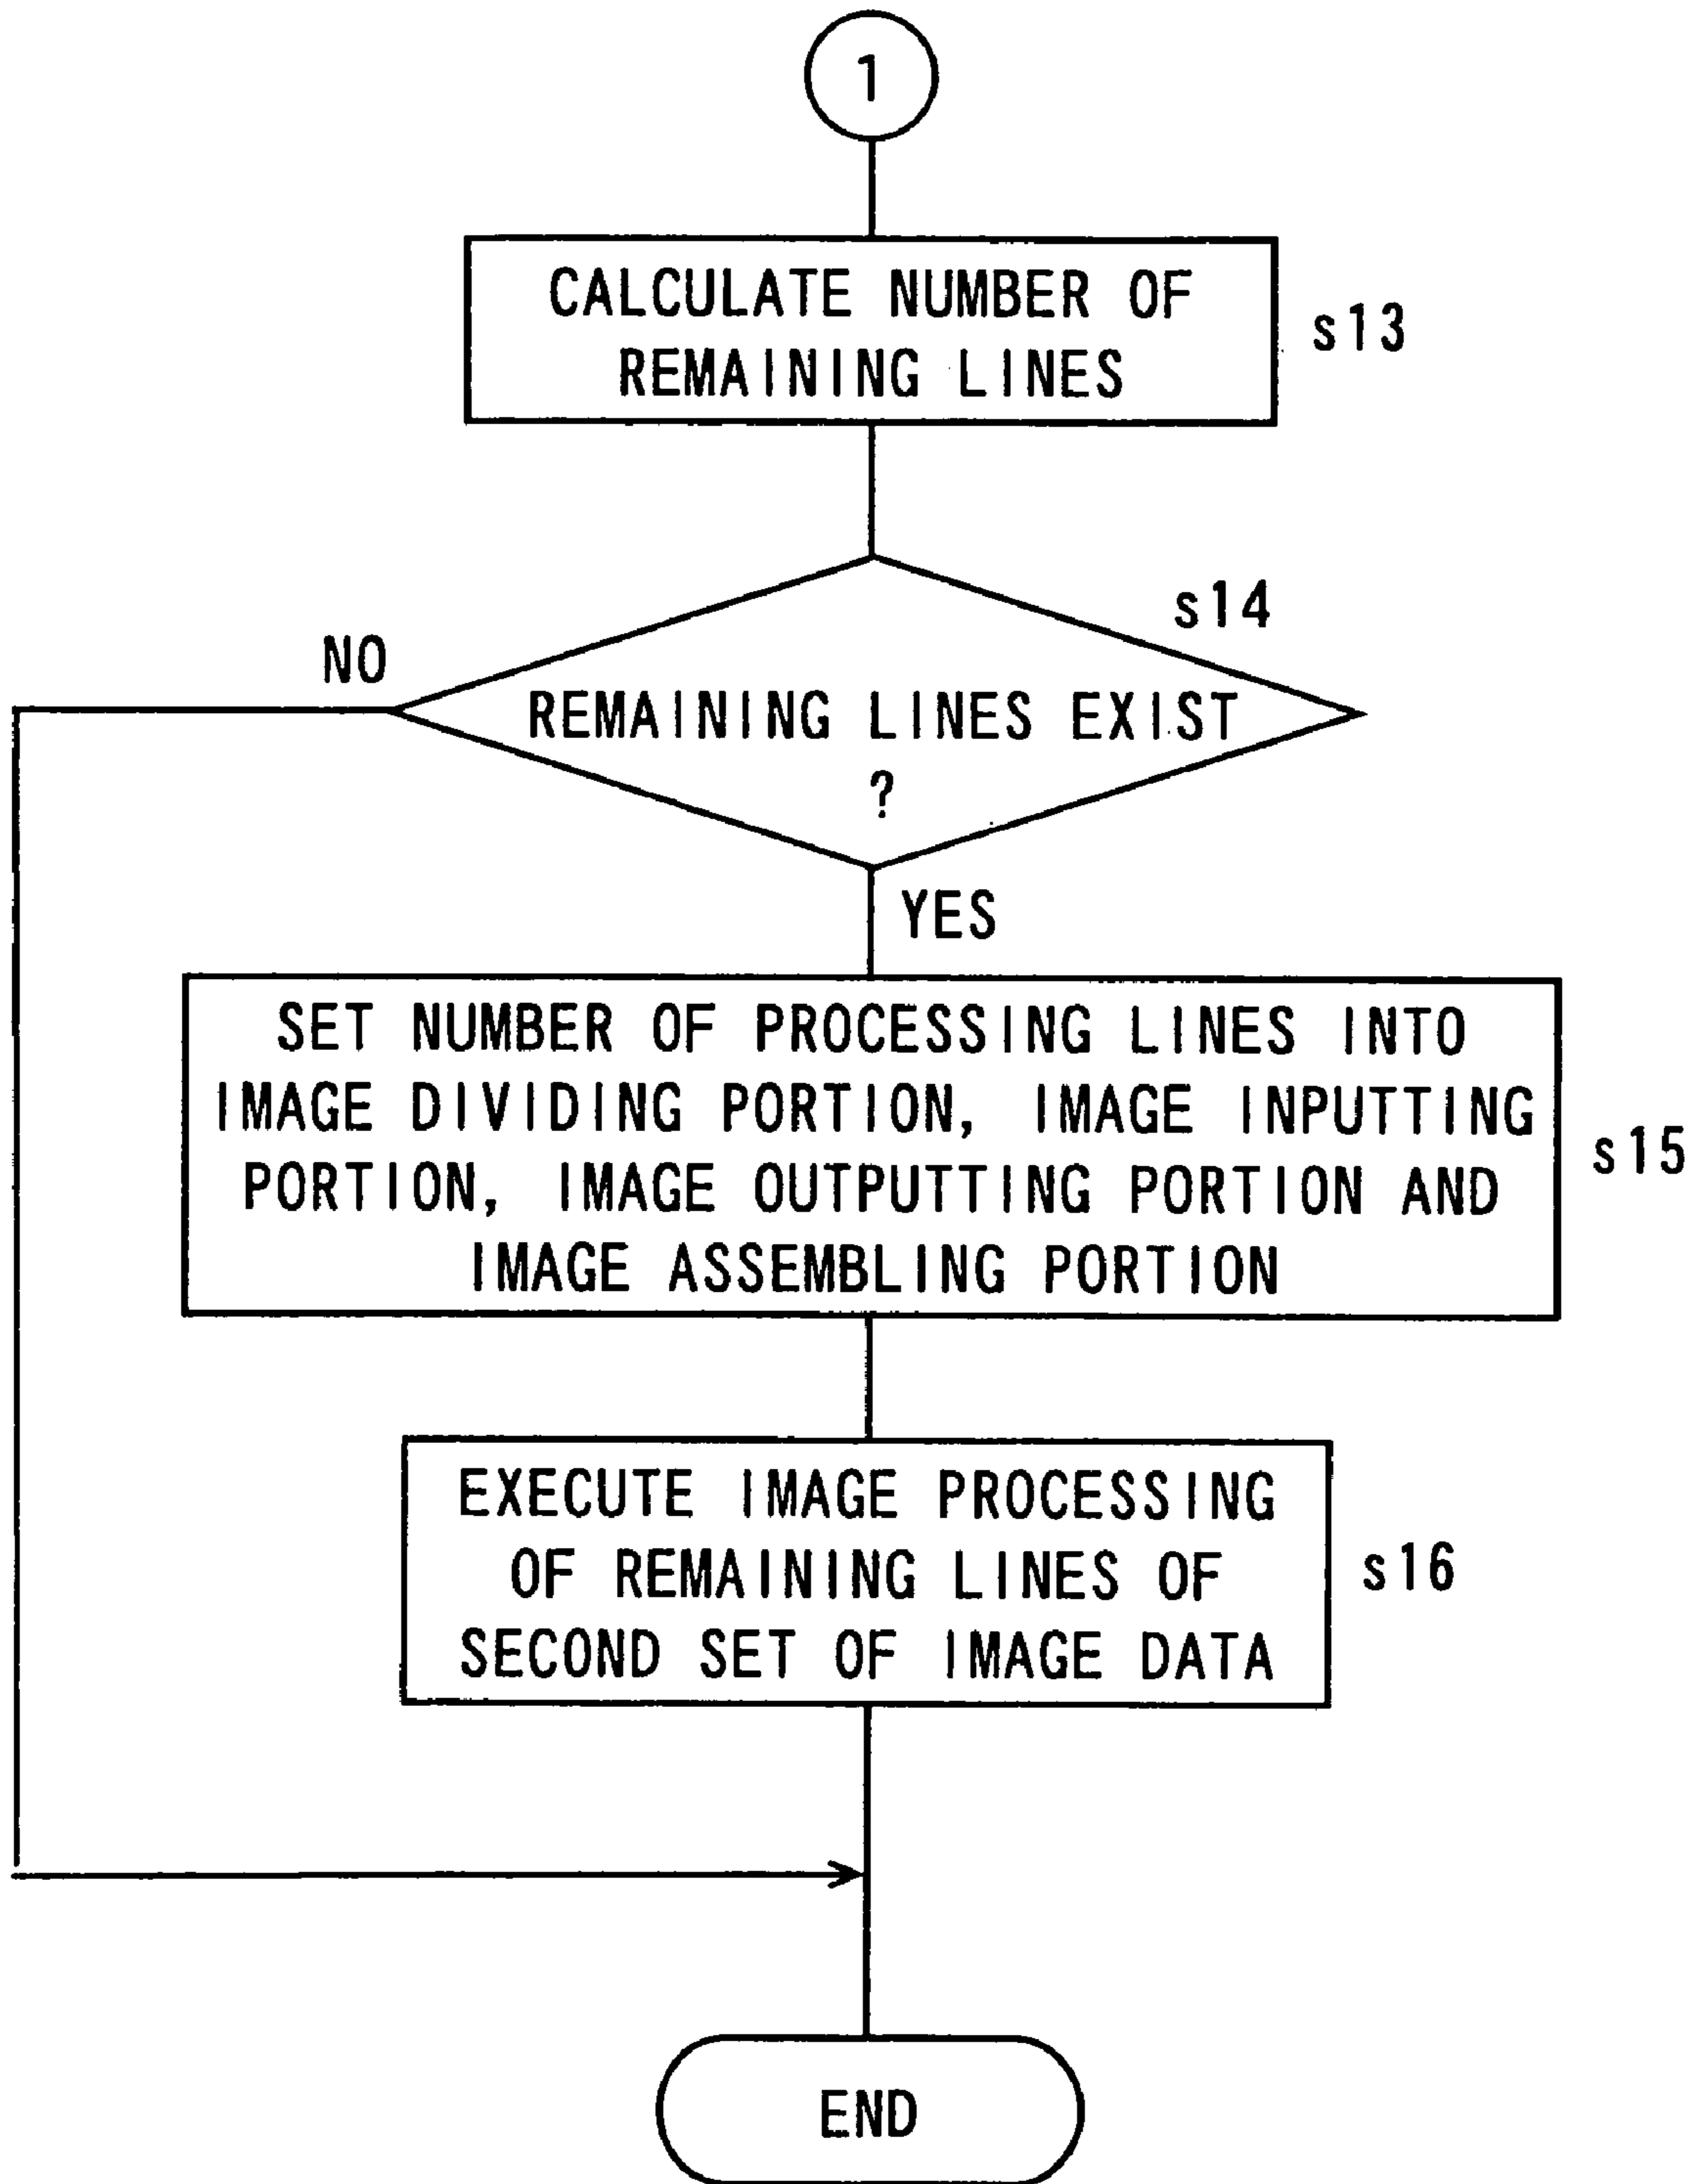 1
CALCULATE NUMBER OF
REMAINING LINES
s13
s14
NO
REMAINING LINES EXIST
?
YES
SET NUMBER OF PROCESSING LINES INTO
IMAGE DIVIDING PORTION, IMAGE INPUTTING
PORTION, IMAGE OUTPUTTING PORTION AND
IMAGE ASSEMBLING PORTION
s15
EXECUTE IMAGE PROCESSING
OF REMAINING LINES OF
SECOND SET OF IMAGE DATA
s16
END